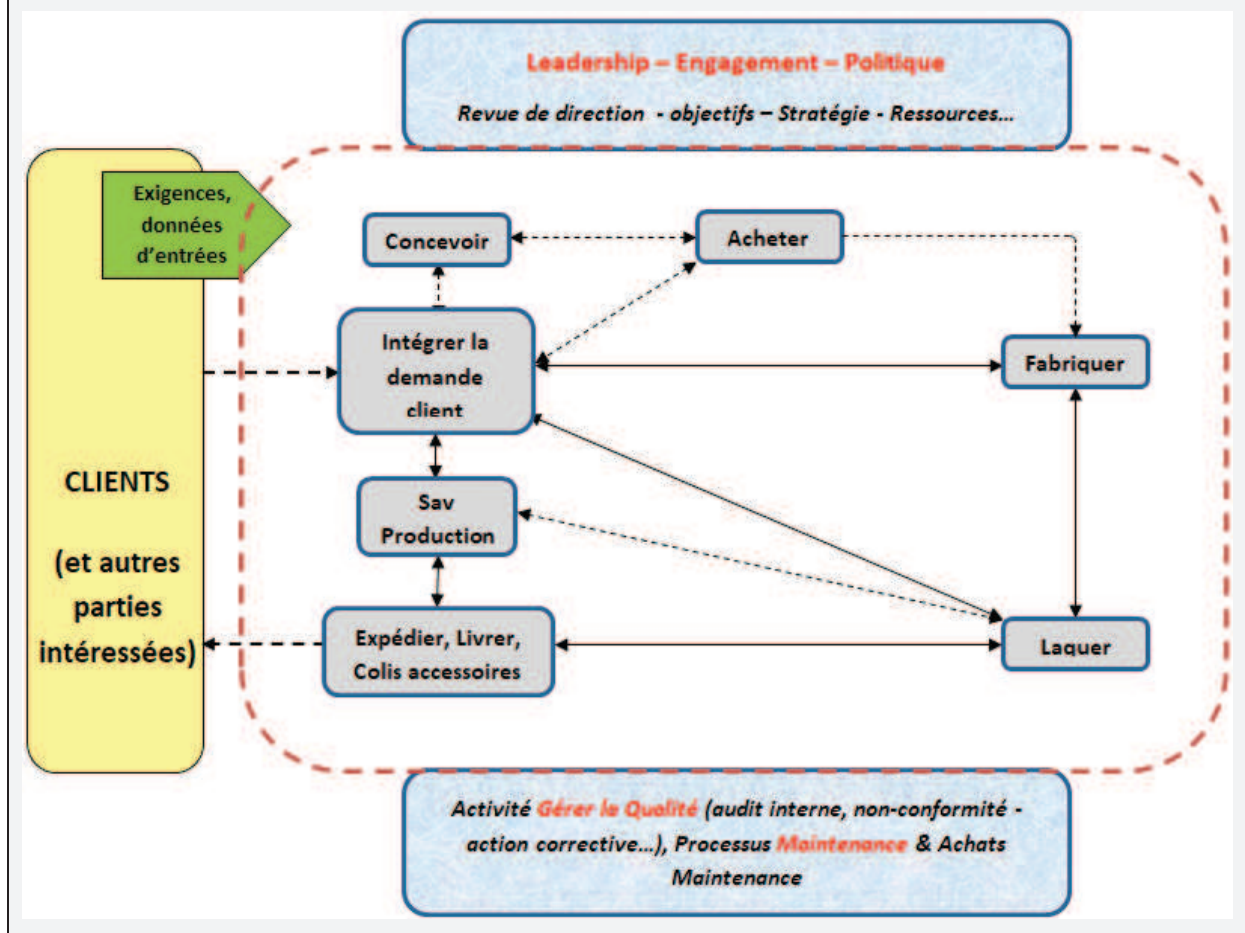 Leadership – Engagement – Politique
Revue de direction - objectifs – Stratégie - Ressources...
Exigences,
données
d'entrées
Concevoir
Acheter
Intégrer la
demande
client
Fabriquer
CLIENTS
(et autres
parties
intéressées)
Sav
Production
Expédier, Livrer,
Colis accessoires
Laquer
Activité Gérer la Qualité (audit interne, non-conformité -
action corrective...), Processus Maintenance & Achats
Maintenance